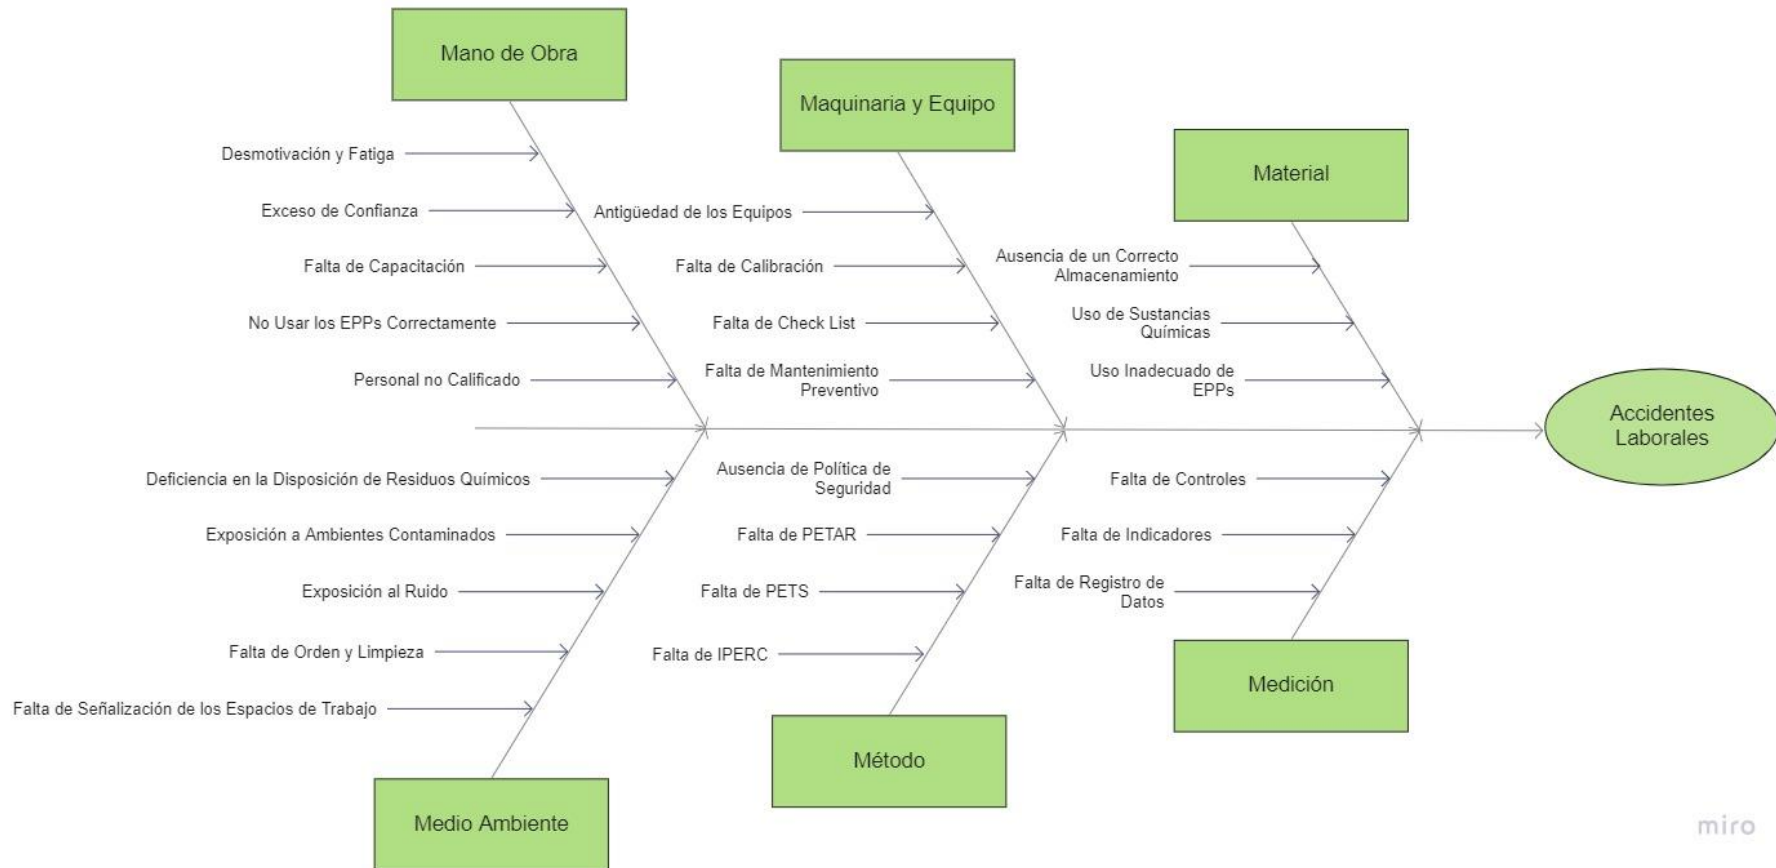 Mano de Obra
Desmotivación y Fatiga
Exceso de Confianza
Falta de Capacitación
No Usar los EPPs Correctamente
Personal no Calificado
Maquinaria y Equipo
Antigüedad de los Equipos
Falta de Calibración
Falta de Check List
Falta de Mantenimiento
Preventivo
Material
Ausencia de un Correcto
Almacenamiento
Uso de Sustancias
Químicas
Uso Inadecuado de
EPPs
Accidentes
Laborales
Deficiencia en la Disposición de Residuos Químicos
Exposición a Ambientes Contaminados
Exposición al Ruido
Falta de Orden y Limpieza
Falta de Señalización de los Espacios de Trabajo
Medio Ambiente
Ausencia de Política de
Seguridad
Falta de PETAR
Falta de PETS
Falta de IPERC
Método
Falta de Controles
Falta de Indicadores
Falta de Registro de
Datos
Medición
miro